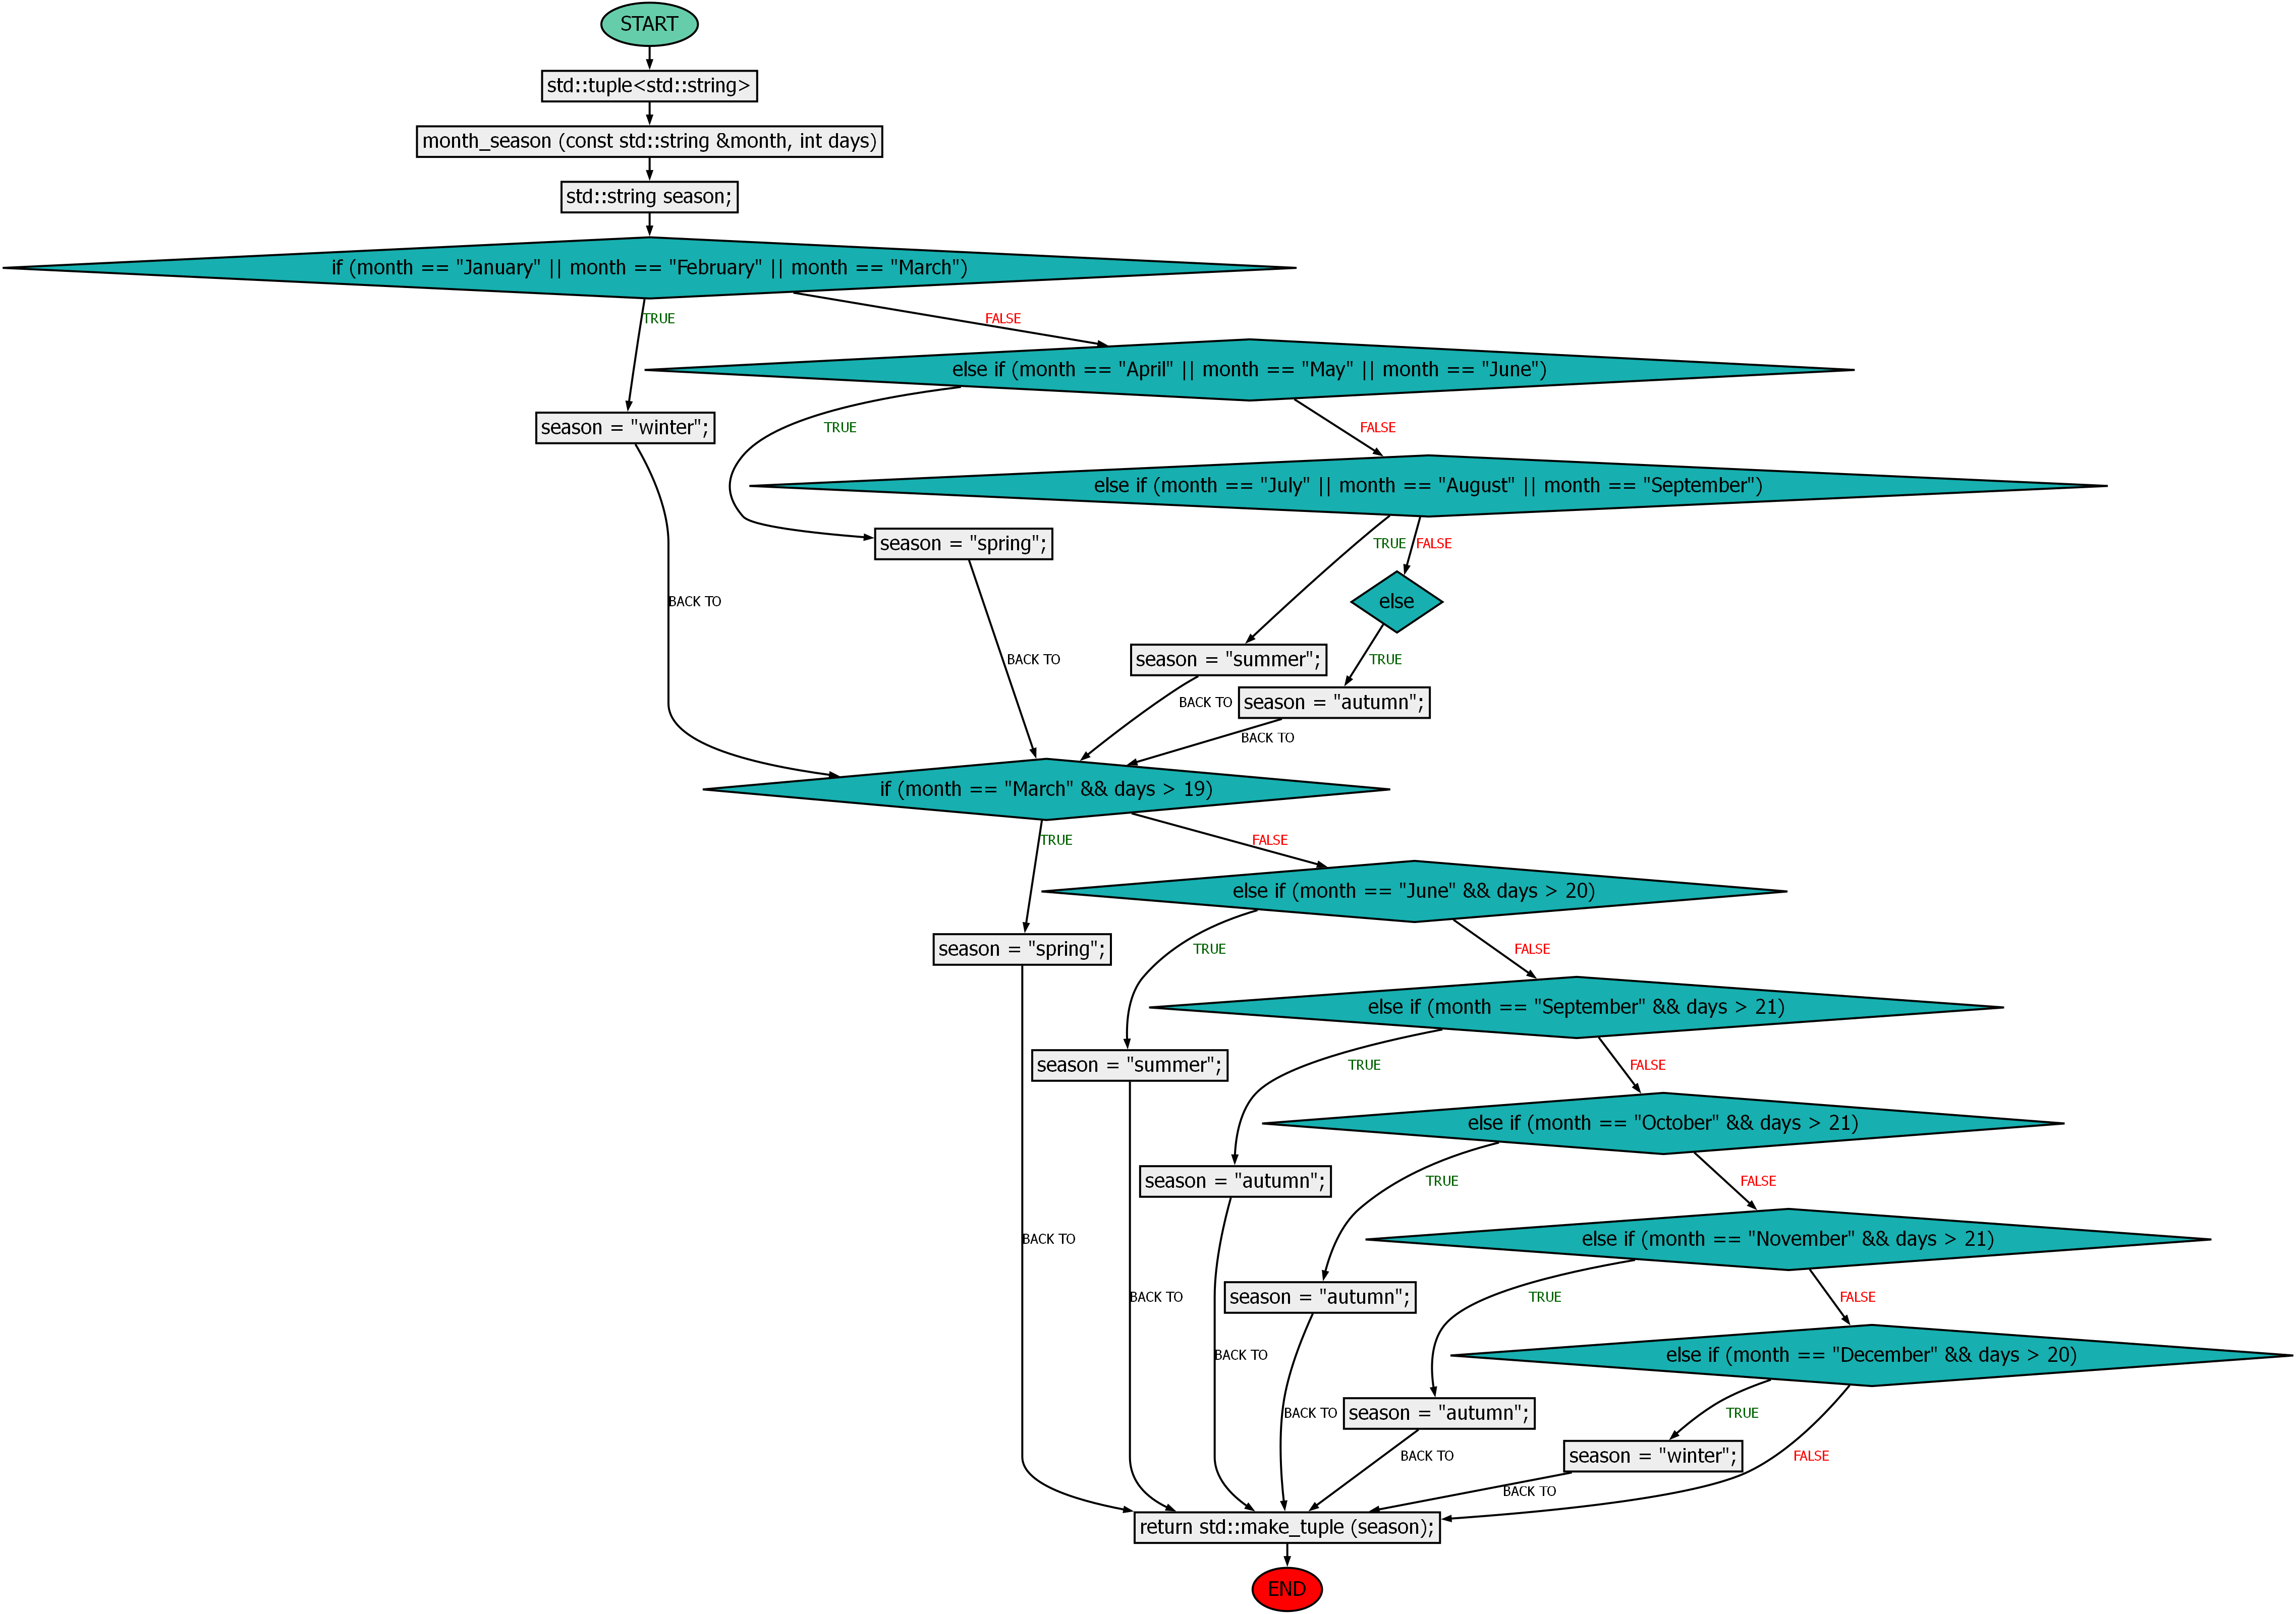 START
std::tuple<std::string>
month_season (const std::string &month, int days)
std::string season;
if (month == "January" || month == "February" || month == "March")
TRUE
FALSE
else if (month == "April" || month == "May" || month == "June")
season = "winter";
TRUE
FALSE
else if (month == "July" || month == "August" || month == "September")
season = "spring";
TRUE
FALSE
else
BACK TO
BACK TO
season = "summer";
TRUE
BACK TO
season = "autumn";
BACK TO
if (month == "March" && days > 19)
TRUE
FALSE
else if (month == "June" && days > 20)
season = "spring";
TRUE
FALSE
else if (month == "September" && days > 21)
season = "summer";
TRUE
FALSE
else if (month == "October" && days > 21)
season = "autumn";
TRUE
FALSE
BACK TO
else if (month == "November" && days > 21)
BACK TO
season = "autumn";
TRUE
FALSE
BACK TO
else if (month == "December" && days > 20)
BACK TO
season = "autumn";
TRUE
BACK TO
season = "winter";
FALSE
BACK TO
return std::make_tuple (season);
END